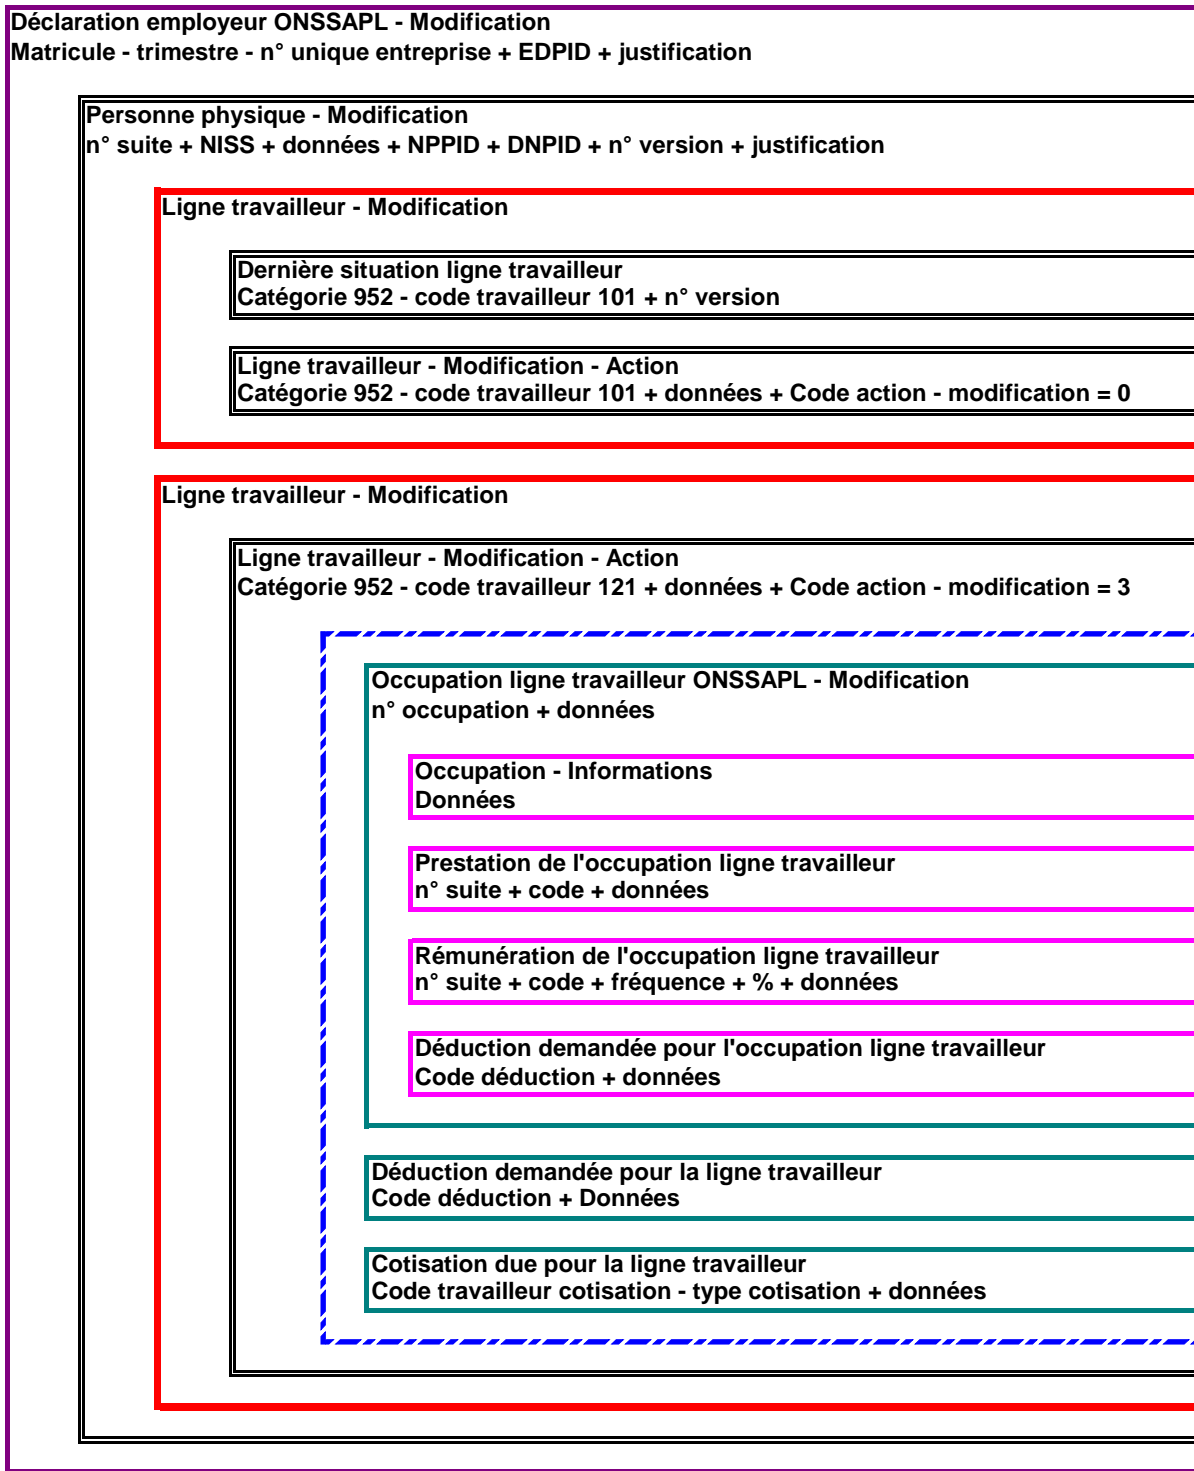 Déclaration employeur ONSSAPL - Modification
Matricule - trimestre - n° unique entreprise + EDPID + justification
Personne physique - Modification
n° suite + NISS + données + NPPID + DNPID + n° version + justification
Ligne travailleur - Modification
Dernière situation ligne travailleur
Catégorie 952 - code travailleur 101 + n° version
Ligne travailleur - Modification - Action
Catégorie 952 - code travailleur 101 + données + Code action - modification = 0
Ligne travailleur - Modification
Ligne travailleur - Modification - Action
Catégorie 952 - code travailleur 121 + données + Code action - modification = 3
Occupation ligne travailleur ONSSAPL - Modification
n° occupation + données
Occupation - Informations
Données
Prestation de l'occupation ligne travailleur
n° suite + code + données
Rémunération de l'occupation ligne travailleur
n° suite + code + fréquence + % + données
Déduction demandée pour l'occupation ligne travailleur
Code déduction + données
Déduction demandée pour la ligne travailleur
Code déduction + Données
Cotisation due pour la ligne travailleur
Code travailleur cotisation - type cotisation + données